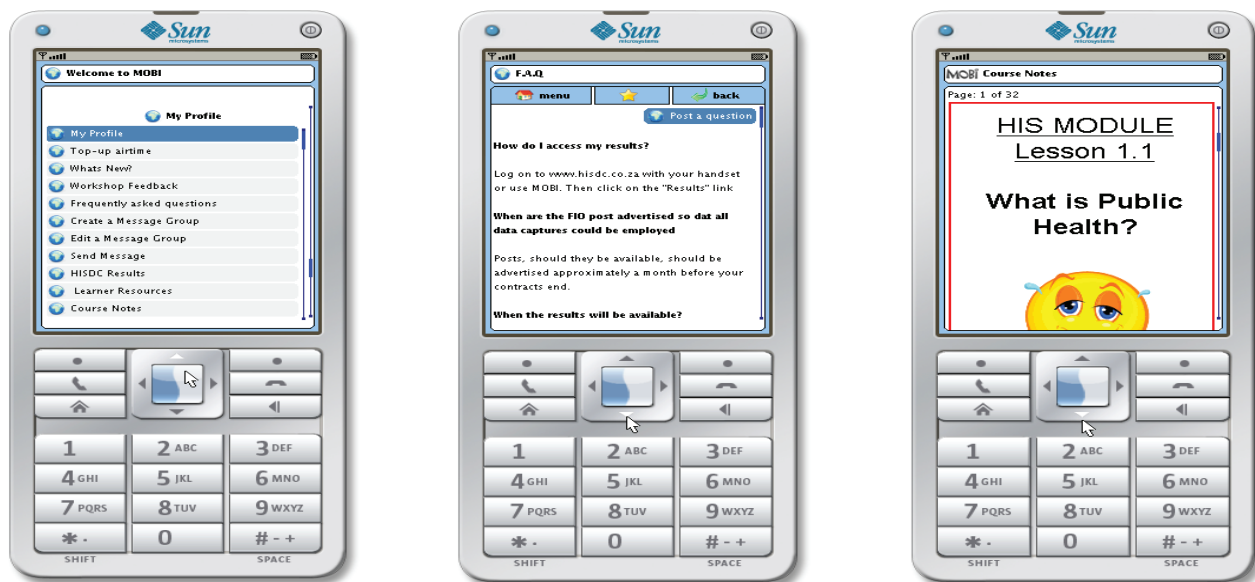 Sun
microsystems
Welcome to MOBI
My Profile
My Profile
Top-up airtime
Whats New?
Workshop Feedback
Frequently asked questions
Create a Message Group
Edit a Message Group
Send Message
HISDC Results
Learner Resources
Course Notes
1
2 ABC
3 DEF
4 GHI
5 JKL
6 MNO
7 PQRS
8 TUV
9 WXYZ
* .
0
# - +
SHIFT
SPACE
Sun
microsystems
F.A.Q
menu
back
Post a question
How do I access my results?
Log on to www.hisdc.co.za with your handset
or use MOBI. Then click on the "Results" link
When are the FIO post advertised so dat all
data captures could be employed
Posts, should they be available, should be
advertised approximately a month before your
contracts end.
When the results will be available?
1
2 ABC
3 DEF
4 GHI
5 JKL
6 MNO
7 PQRS
8 TUV
9 WXYZ
* .
0
# - +
SHIFT
SPACE
Sun
microsystems
MOBI Course Notes
Page: 1 of 32
HIS MODULE
Lesson 1.1
What is Public
Health?
1
2 ABC
3 DEF
4 GHI
5 JKL
6 MNO
7 PQRS
8 TUV
9 WXYZ
* .
0
# - +
SHIFT
SPACE